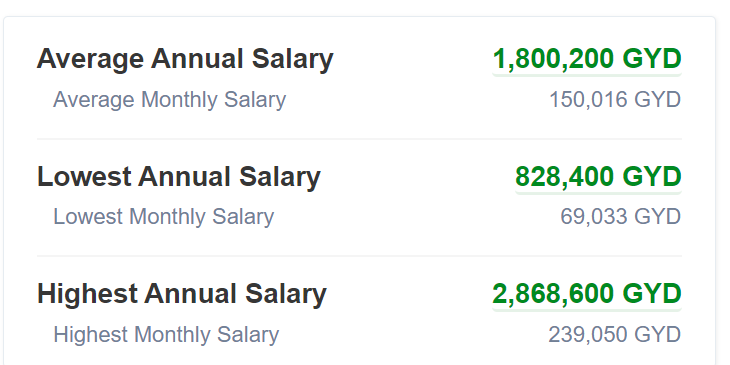 Average Annual Salary 1,800,200 GYD
Average Monthly Salary 150,016 GYD
Lowest Annual Salary 828,400 GYD
Lowest Monthly Salary 69,033 GYD
Highest Annual Salary 2,868,600 GYD
Highest Monthly Salary 239,050 GYD